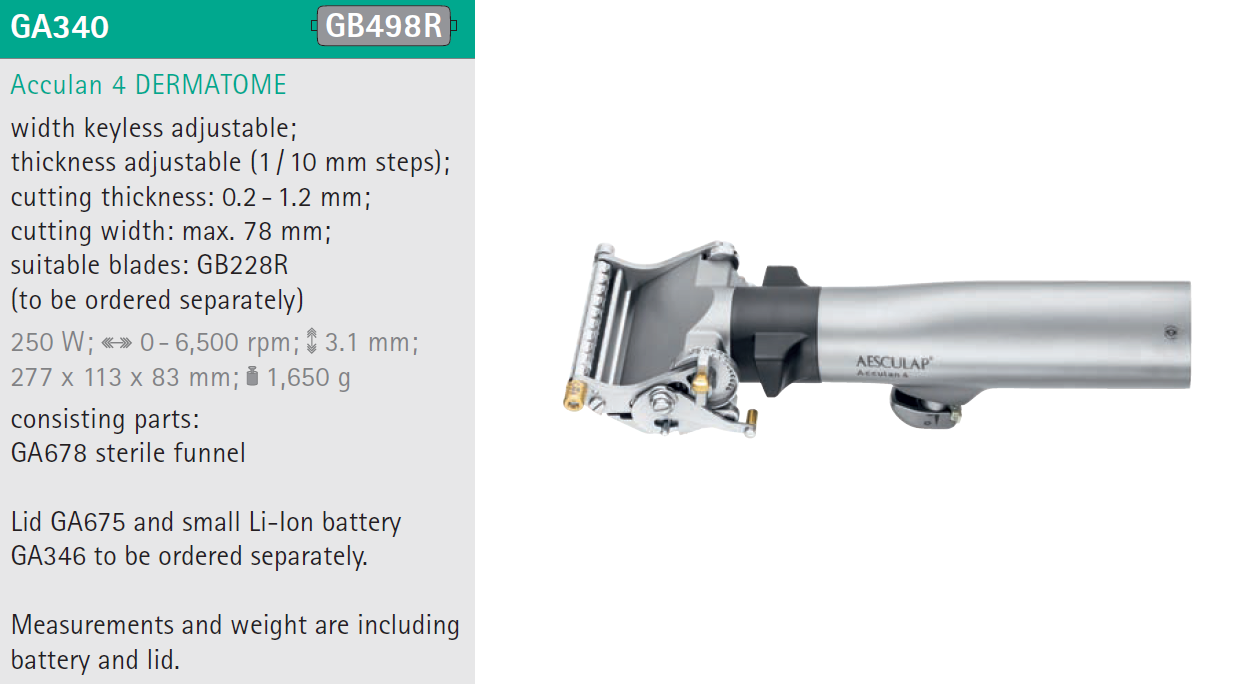 GA340
GB498R
Acculan 4 DERMATOME
width keyless adjustable;
thickness adjustable (1/10 mm steps);
cutting thickness: 0.2 - 1.2 mm;
cutting width: max. 78 mm;
suitable blades: GB228R
(to be ordered separately)
250 W; 0 - 6,500 rpm; 3.1 mm;
277 x 113 x 83 mm; 1,650 g
consisting parts:
GA678 sterile funnel
Lid GA675 and small Li-Ion battery
GA346 to be ordered separately.
Measurements and weight are including
battery and lid.
AESCULAP®
Acculan 4